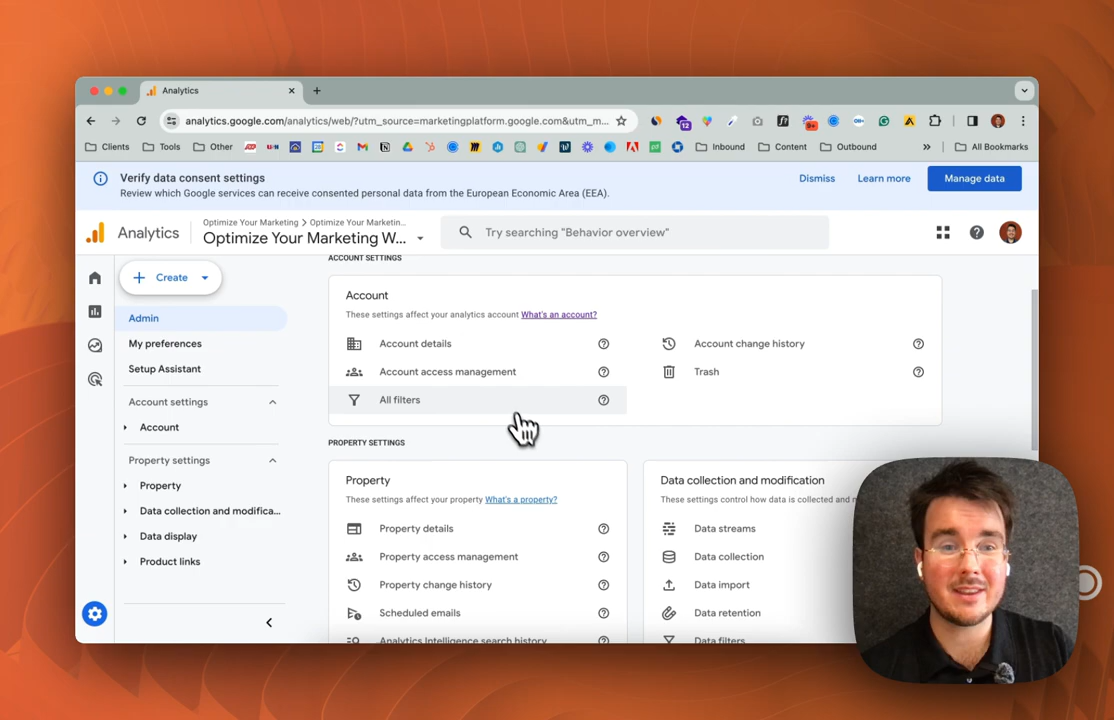 Analytics
analytics.google.com/analytics/web/?utm_source=marketingplatform.google.com&utm_m...
12
9+
Clients
Tools
Other
Inbound
Content
Outbound
»
All Bookmarks
Verify data consent settings
Review which Google services can receive consented personal data from the European Economic Area (EEA).
Dismiss
Learn more
Manage data
Analytics
Optimize Your Marketing > Optimize Your Marketin...
Optimize Your Marketing W...
Try searching "Behavior overview"
Create
Admin
My preferences
Setup Assistant
Account settings
Account
Property settings
Property
Data collection and modifica...
Data display
Product links
ACCOUNT SETTINGS
Account
These settings affect your analytics account What's an account?
Account details
Account change history
Account access management
Trash
All filters
PROPERTY SETTINGS
Property
These settings affect your property What's a property?
Property details
Property access management
Property change history
Scheduled emails
Analytics Intelligence search history
Data collection and modification
These settings control how data is collected and
Data streams
Data collection
Data import
Data retention
Data filters